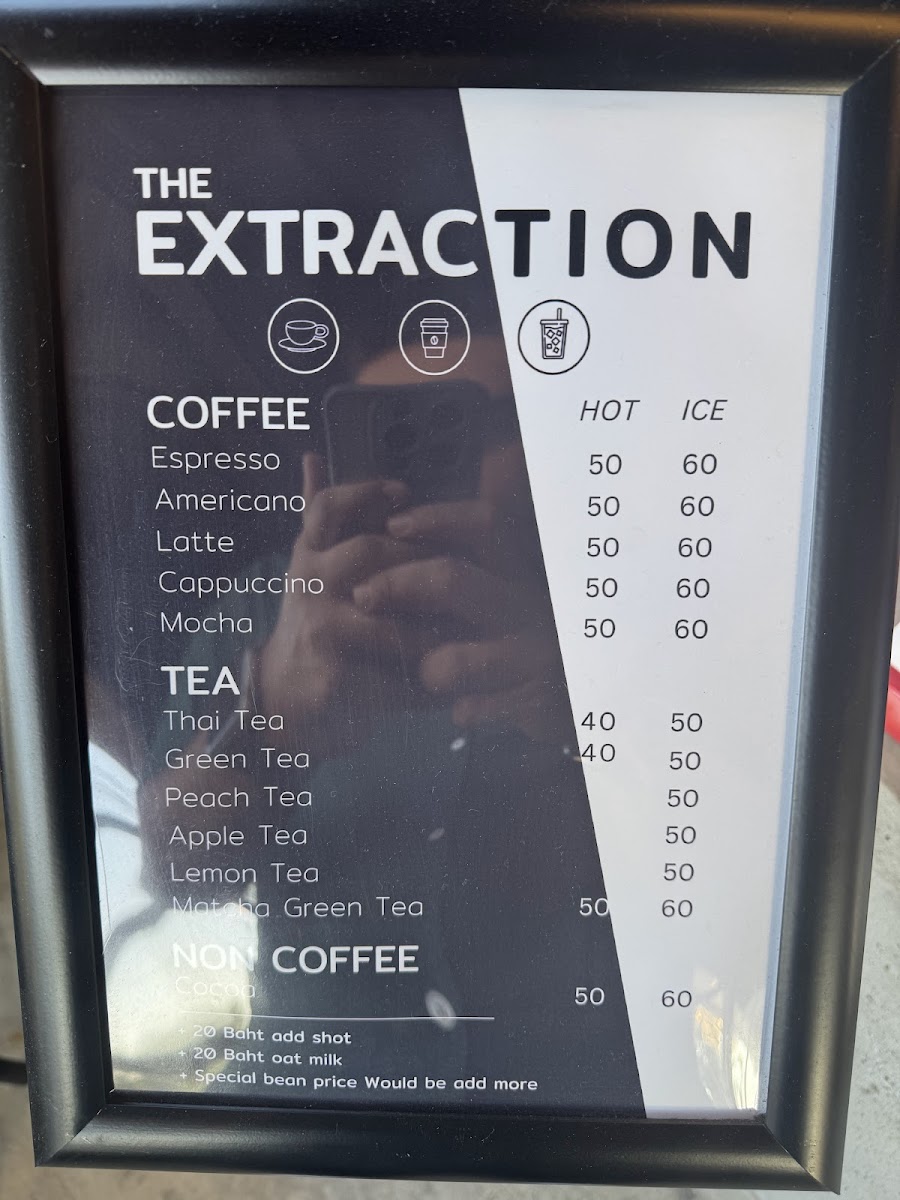 THE
EXTRACTION
COFFEE HOT ICE
Espresso 50 60
Americano 50 60
Latte 50 60
Cappuccino 50 60
Mocha 50 60
TEA
Thai Tea 40 50
Green Tea 40 50
Peach Tea 50
Apple Tea 50
Lemon Tea 50
Matcha Green Tea 50 60
NON COFFEE
Cocoa 50 60
+ 20 Baht add shot
+ 20 Baht oat milk
+ Special bean price Would be add more